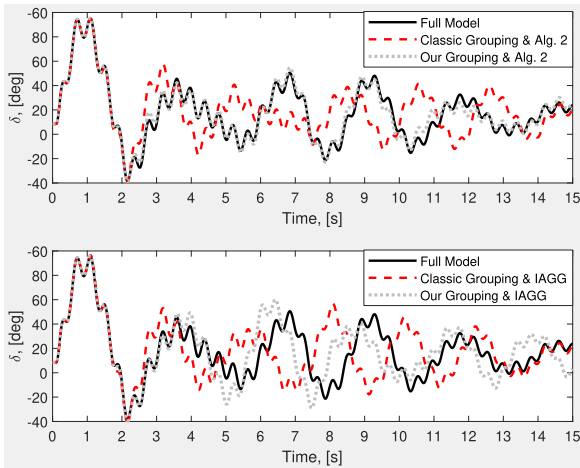 -60
80
60
40
20
0
-20
-40
δ, [deg]
Full Model
Classic Grouping & Alg. 2
Our Grouping & Alg. 2
0 1 2 3 4 5 6 7 8 9 10 11 12 13 14 15
Time, [s]
-60
80
60
40
20
0
-20
-40
δ, [deg]
Full Model
Classic Grouping & IAGG
Our Grouping & IAGG
0 1 2 3 4 5 6 7 8 9 10 11 12 13 14 15
Time, [s]